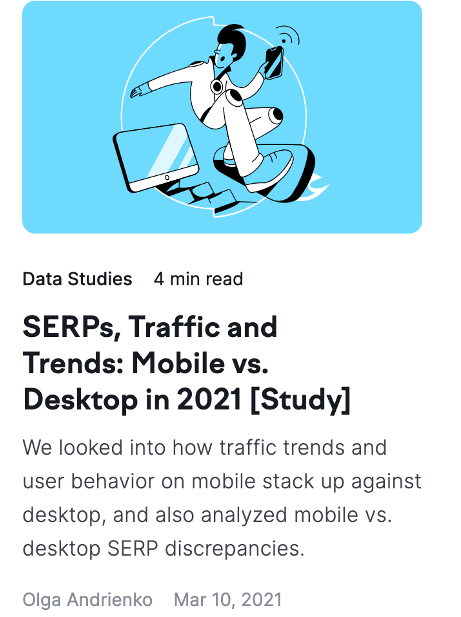 Data Studies 4 min read
SERPs, Traffic and
Trends: Mobile vs.
Desktop in 2021 [Study]
We looked into how traffic trends and
user behavior on mobile stack up against
desktop, and also analyzed mobile vs.
desktop SERP discrepancies.
Olga Andrienko Mar 10, 2021